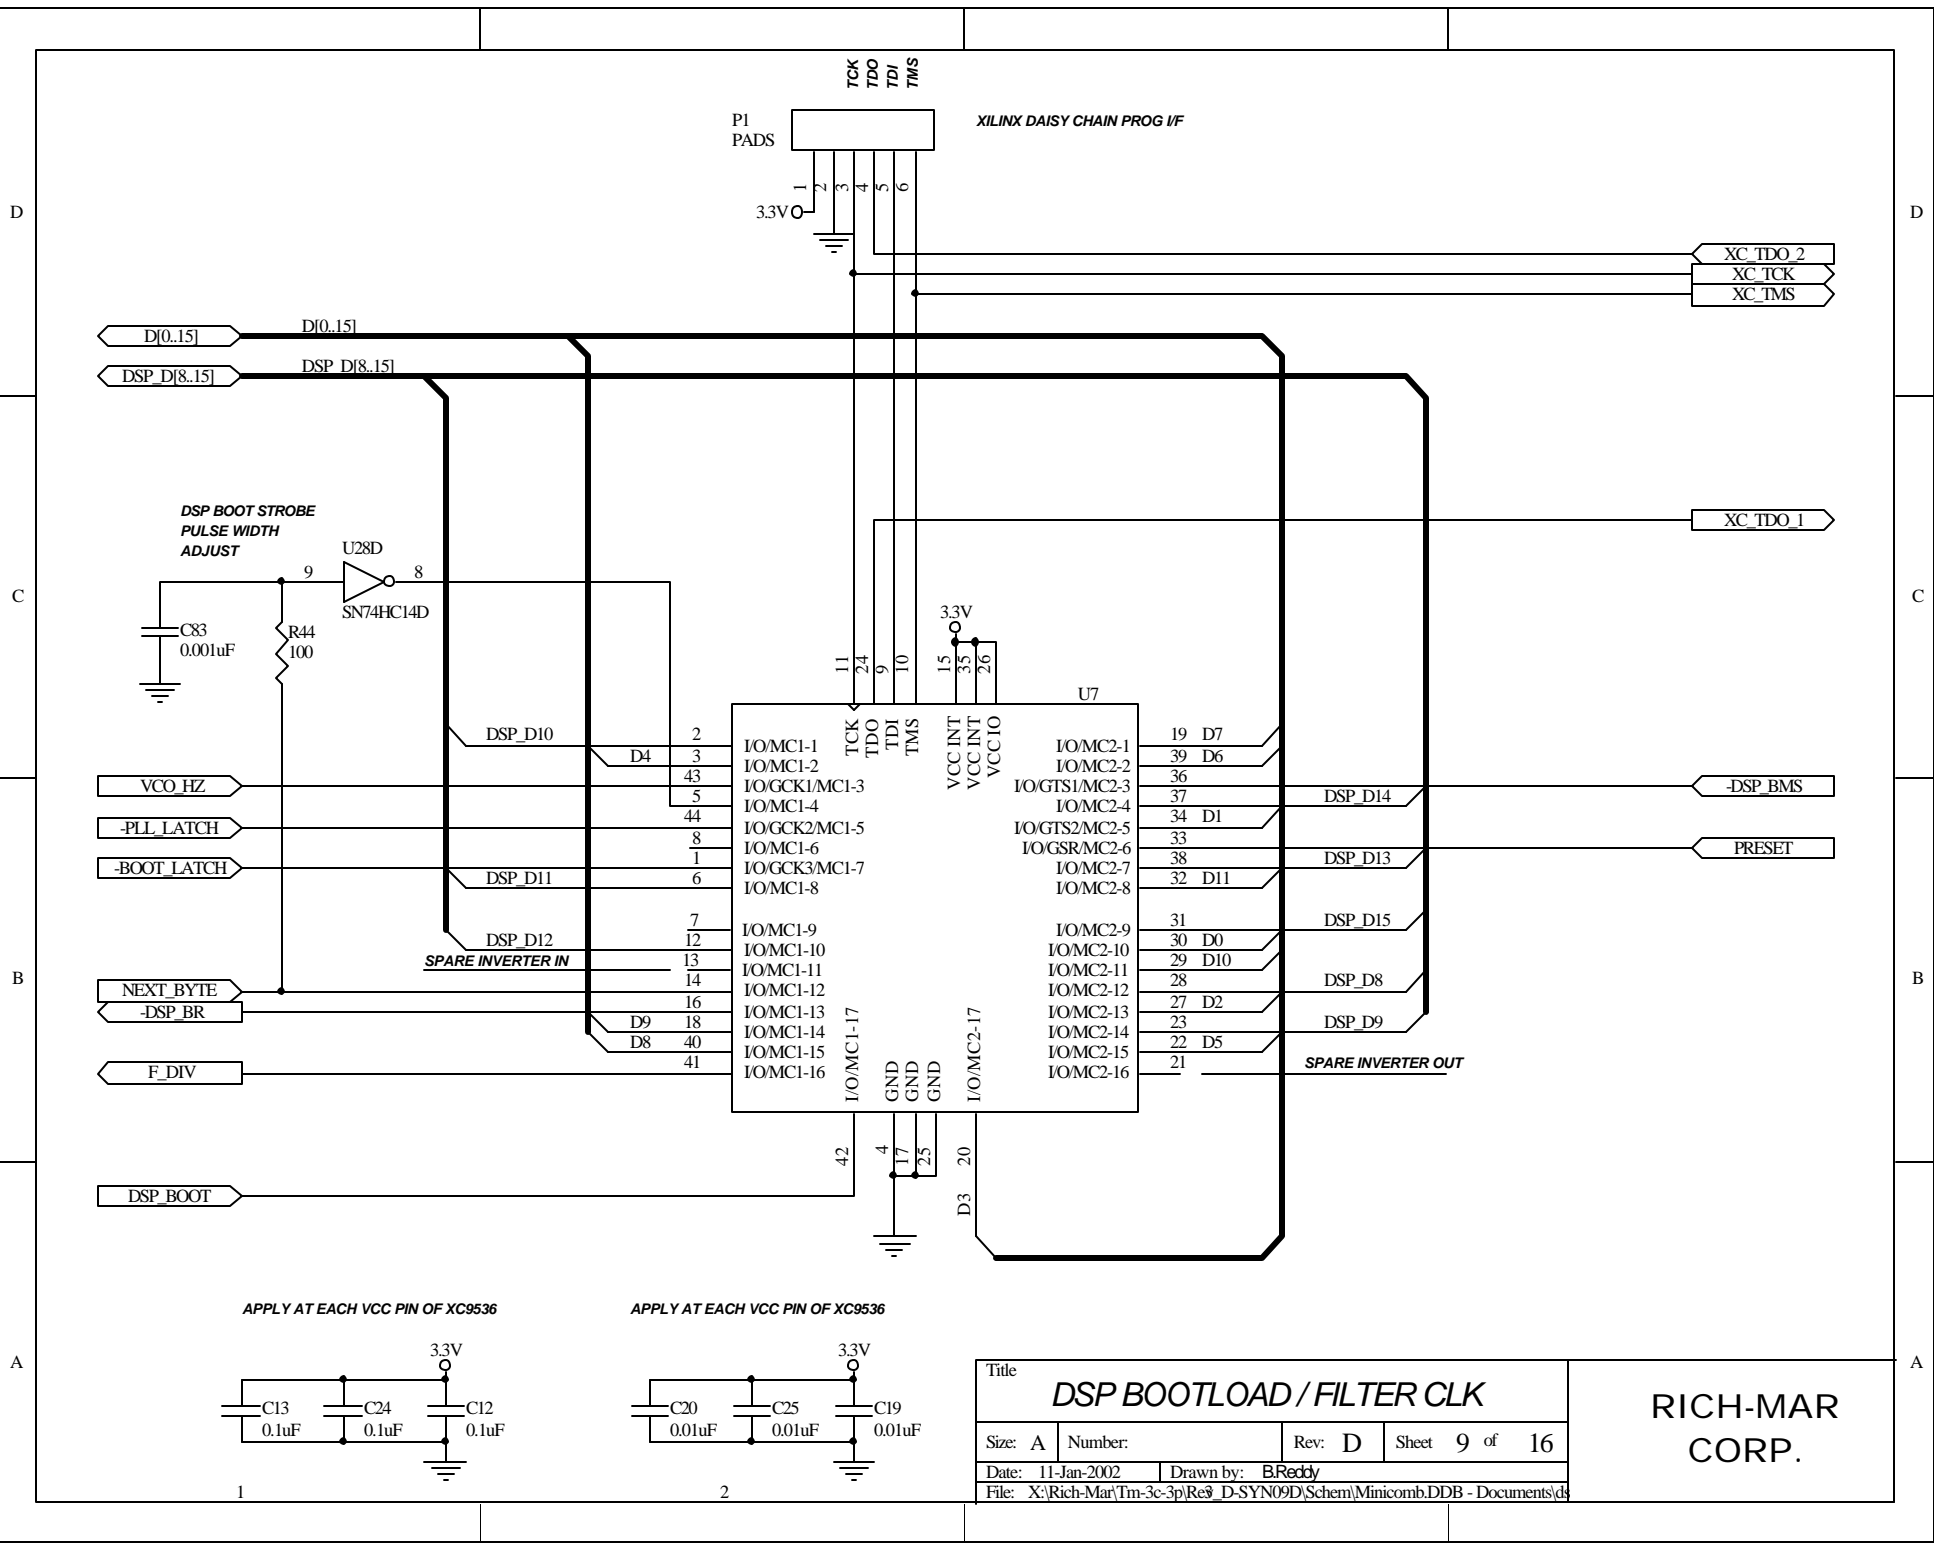 TCK
TDO
TDI
TMS
P1
PADS
XILINX DAISY CHAIN PROG I/F
1
2
3
4
5
6
3.3V
D
D
XC_TDO_2
XC_TCK
XC_TMS
D[0..15]
D[0..15]
DSP_D[8..15]
DSP_D[8..15]
DSP BOOT STROBE
PULSE WIDTH
ADJUST
XC_TDO_1
U28D
9
8
SN74HC14D
C
C
C83
0.001uF
R44
100
3.3V
11
24
9
10
15
35
26
U7
TCK
TDO
TDI
TMS
VCC INT
VCC INT
VCC IO
DSP_D10 2 I/O/MC1-1
D4 3 I/O/MC1-2
VCO_HZ 43 I/O/GCK1/MC1-3
5 I/O/MC1-4
-PLL_LATCH 44 I/O/GCK2/MC1-5
8 I/O/MC1-6
-BOOT_LATCH 1 I/O/GCK3/MC1-7
DSP_D11 6 I/O/MC1-8
7 I/O/MC1-9
DSP_D12 12 I/O/MC1-10
SPARE INVERTER IN 13 I/O/MC1-11
NEXT_BYTE 14 I/O/MC1-12
-DSP_BR 16 I/O/MC1-13
D9 18 I/O/MC1-14
D8 40 I/O/MC1-15
F_DIV 41 I/O/MC1-16
I/O/MC2-1 19 D7
I/O/MC2-2 39 D6
I/O/GTS1/MC2-3 36 -DSP_BMS
I/O/MC2-4 37 DSP_D14
I/O/GTS2/MC2-5 34 D1
I/O/GSR/MC2-6 33 PRESET
I/O/MC2-7 38 DSP_D13
I/O/MC2-8 32 D11
I/O/MC2-9 31 DSP_D15
I/O/MC2-10 30 D0
I/O/MC2-11 29 D10
I/O/MC2-12 28 DSP_D8
I/O/MC2-13 27 D2
I/O/MC2-14 23 DSP_D9
I/O/MC2-15 22 D5
I/O/MC2-16 21 SPARE INVERTER OUT
B
B
I/O/MC1-17
GND
GND
GND
I/O/MC2-17
42
4
17
25
20
D3
DSP_BOOT
APPLY AT EACH VCC PIN OF XC9536
3.3V
C13
0.1uF
C24
0.1uF
C12
0.1uF
APPLY AT EACH VCC PIN OF XC9536
3.3V
C20
0.01uF
C25
0.01uF
C19
0.01uF
A
A
1
2
3
Title
DSP BOOTLOAD / FILTER CLK
Size: A Number: Rev: D Sheet 9 of 16
Date: 11-Jan-2002 Drawn by: B.Reddy
File: X:\Rich-Mar\Tm-3c-3p\Rev_D-SYN09D\Schem\Minicomb.DDB - Documents\ds
RICH-MAR
CORP.